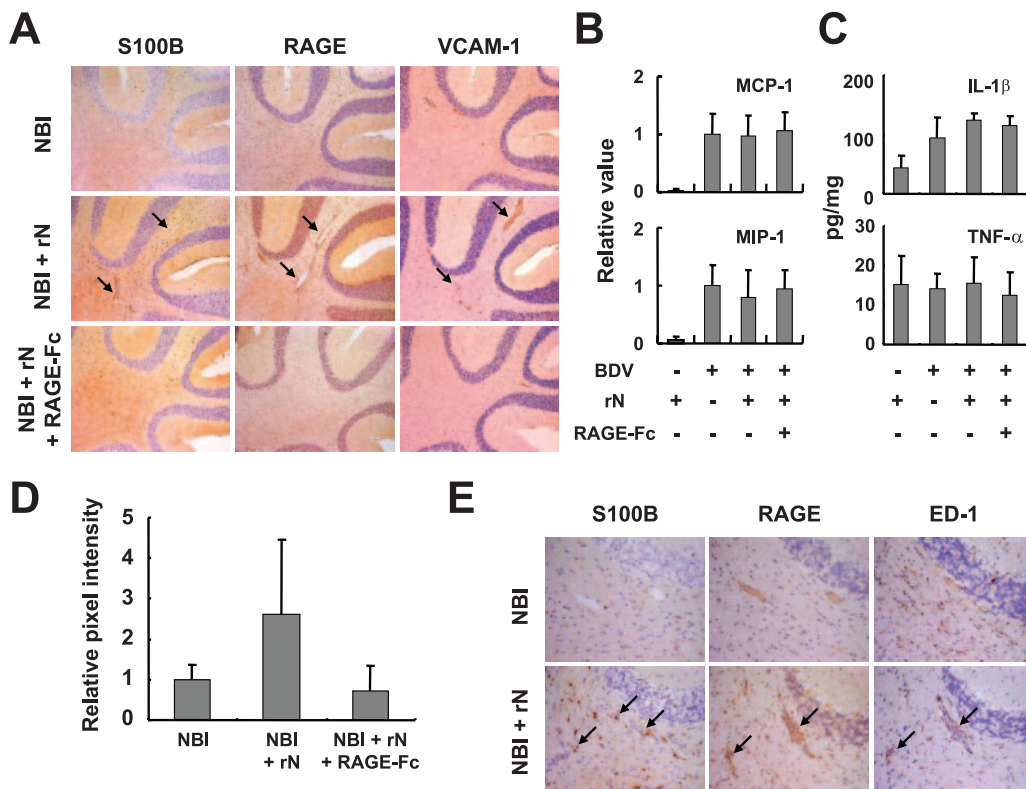 A
S100B RAGE VCAM-1
NBI
NBI + rN
NBI + rN
+ RAGE-Fc
B
Relative value
2
MCP-1
1
0
2
MIP-1
1
0
BDV - + + +
rN + - + +
RAGE-Fc - - - +
C
pg/mg
200
IL-1β
100
0
30
TNF-α
20
10
0
- + + +
+ - + +
- - - +
D
Relative pixel intensity
5
4
3
2
1
0
NBI
NBI
+ rN
NBI + rN
+ RAGE-Fc
E
S100B RAGE ED-1
NBI
NBI + rN